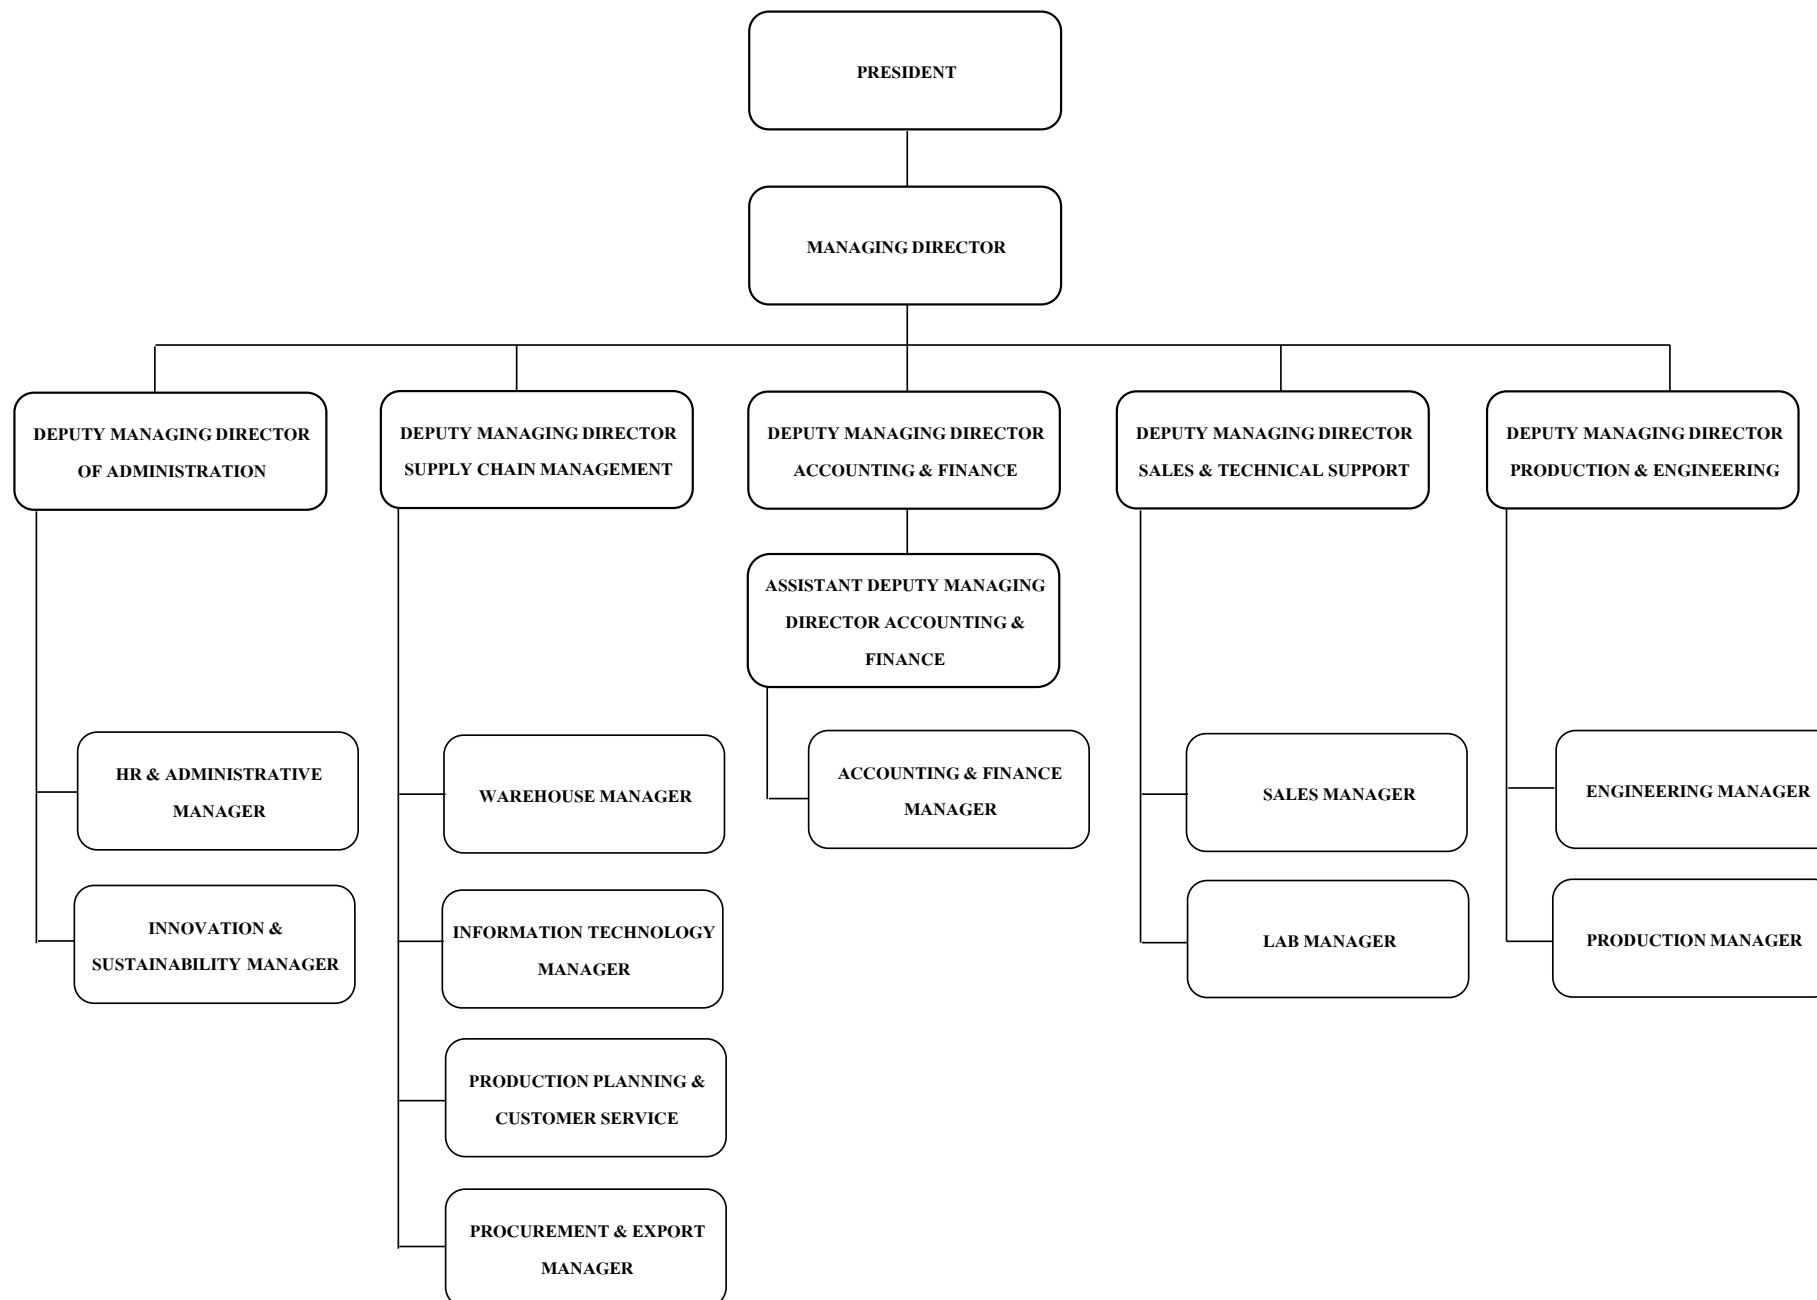 PRESIDENT
MANAGING DIRECTOR
DEPUTY MANAGING DIRECTOR
OF ADMINISTRATION
DEPUTY MANAGING DIRECTOR
SUPPLY CHAIN MANAGEMENT
DEPUTY MANAGING DIRECTOR
ACCOUNTING & FINANCE
DEPUTY MANAGING DIRECTOR
SALES & TECHNICAL SUPPORT
DEPUTY MANAGING DIRECTOR
PRODUCTION & ENGINEERING
ASSISTANT DEPUTY MANAGING
DIRECTOR ACCOUNTING &
FINANCE
HR & ADMINISTRATIVE
MANAGER
WAREHOUSE MANAGER
ACCOUNTING & FINANCE
MANAGER
SALES MANAGER
ENGINEERING MANAGER
INNOVATION &
SUSTAINABILITY MANAGER
INFORMATION TECHNOLOGY
MANAGER
LAB MANAGER
PRODUCTION MANAGER
PRODUCTION PLANNING &
CUSTOMER SERVICE
PROCUREMENT & EXPORT
MANAGER